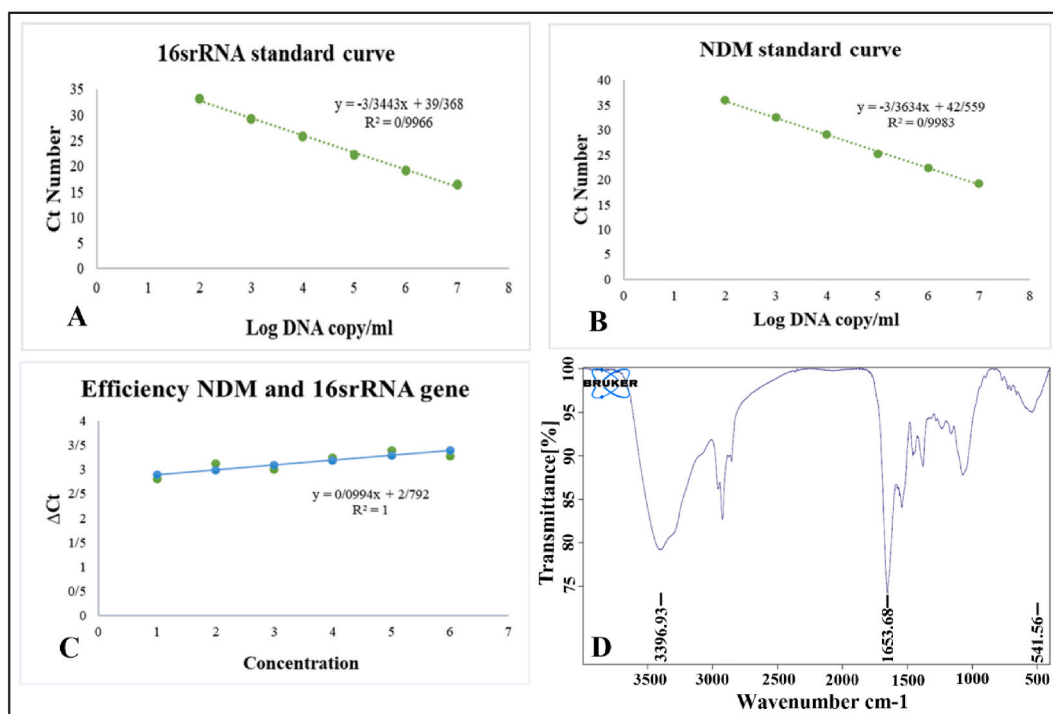 16srRNA standard curve
Ct Number
35
30
25
20
15
10
5
0
y = -3/3443x + 39/368
R² = 0/9966
0 1 2 3 4 5 6 7 8
A
Log DNA copy/ml
NDM standard curve
Ct Number
40
35
30
25
20
15
10
5
0
y = -3/3634x + 42/559
R² = 0/9983
0 1 2 3 4 5 6 7 8
B
Log DNA copy/ml
Efficiency NDM and 16srRNA gene
ΔCt
4
3/5
3
2/5
2
1/5
1
0/5
0
y = 0/0994x + 2/792
R² = 1
0 1 2 3 4 5 6 7
C
Concentration
BRUKER
Transmittance[%]
100
95
90
85
80
75
3396.93
1653.68
541.56
D
3500 3000 2500 2000 1500 1000 500
Wavenumber cm-1